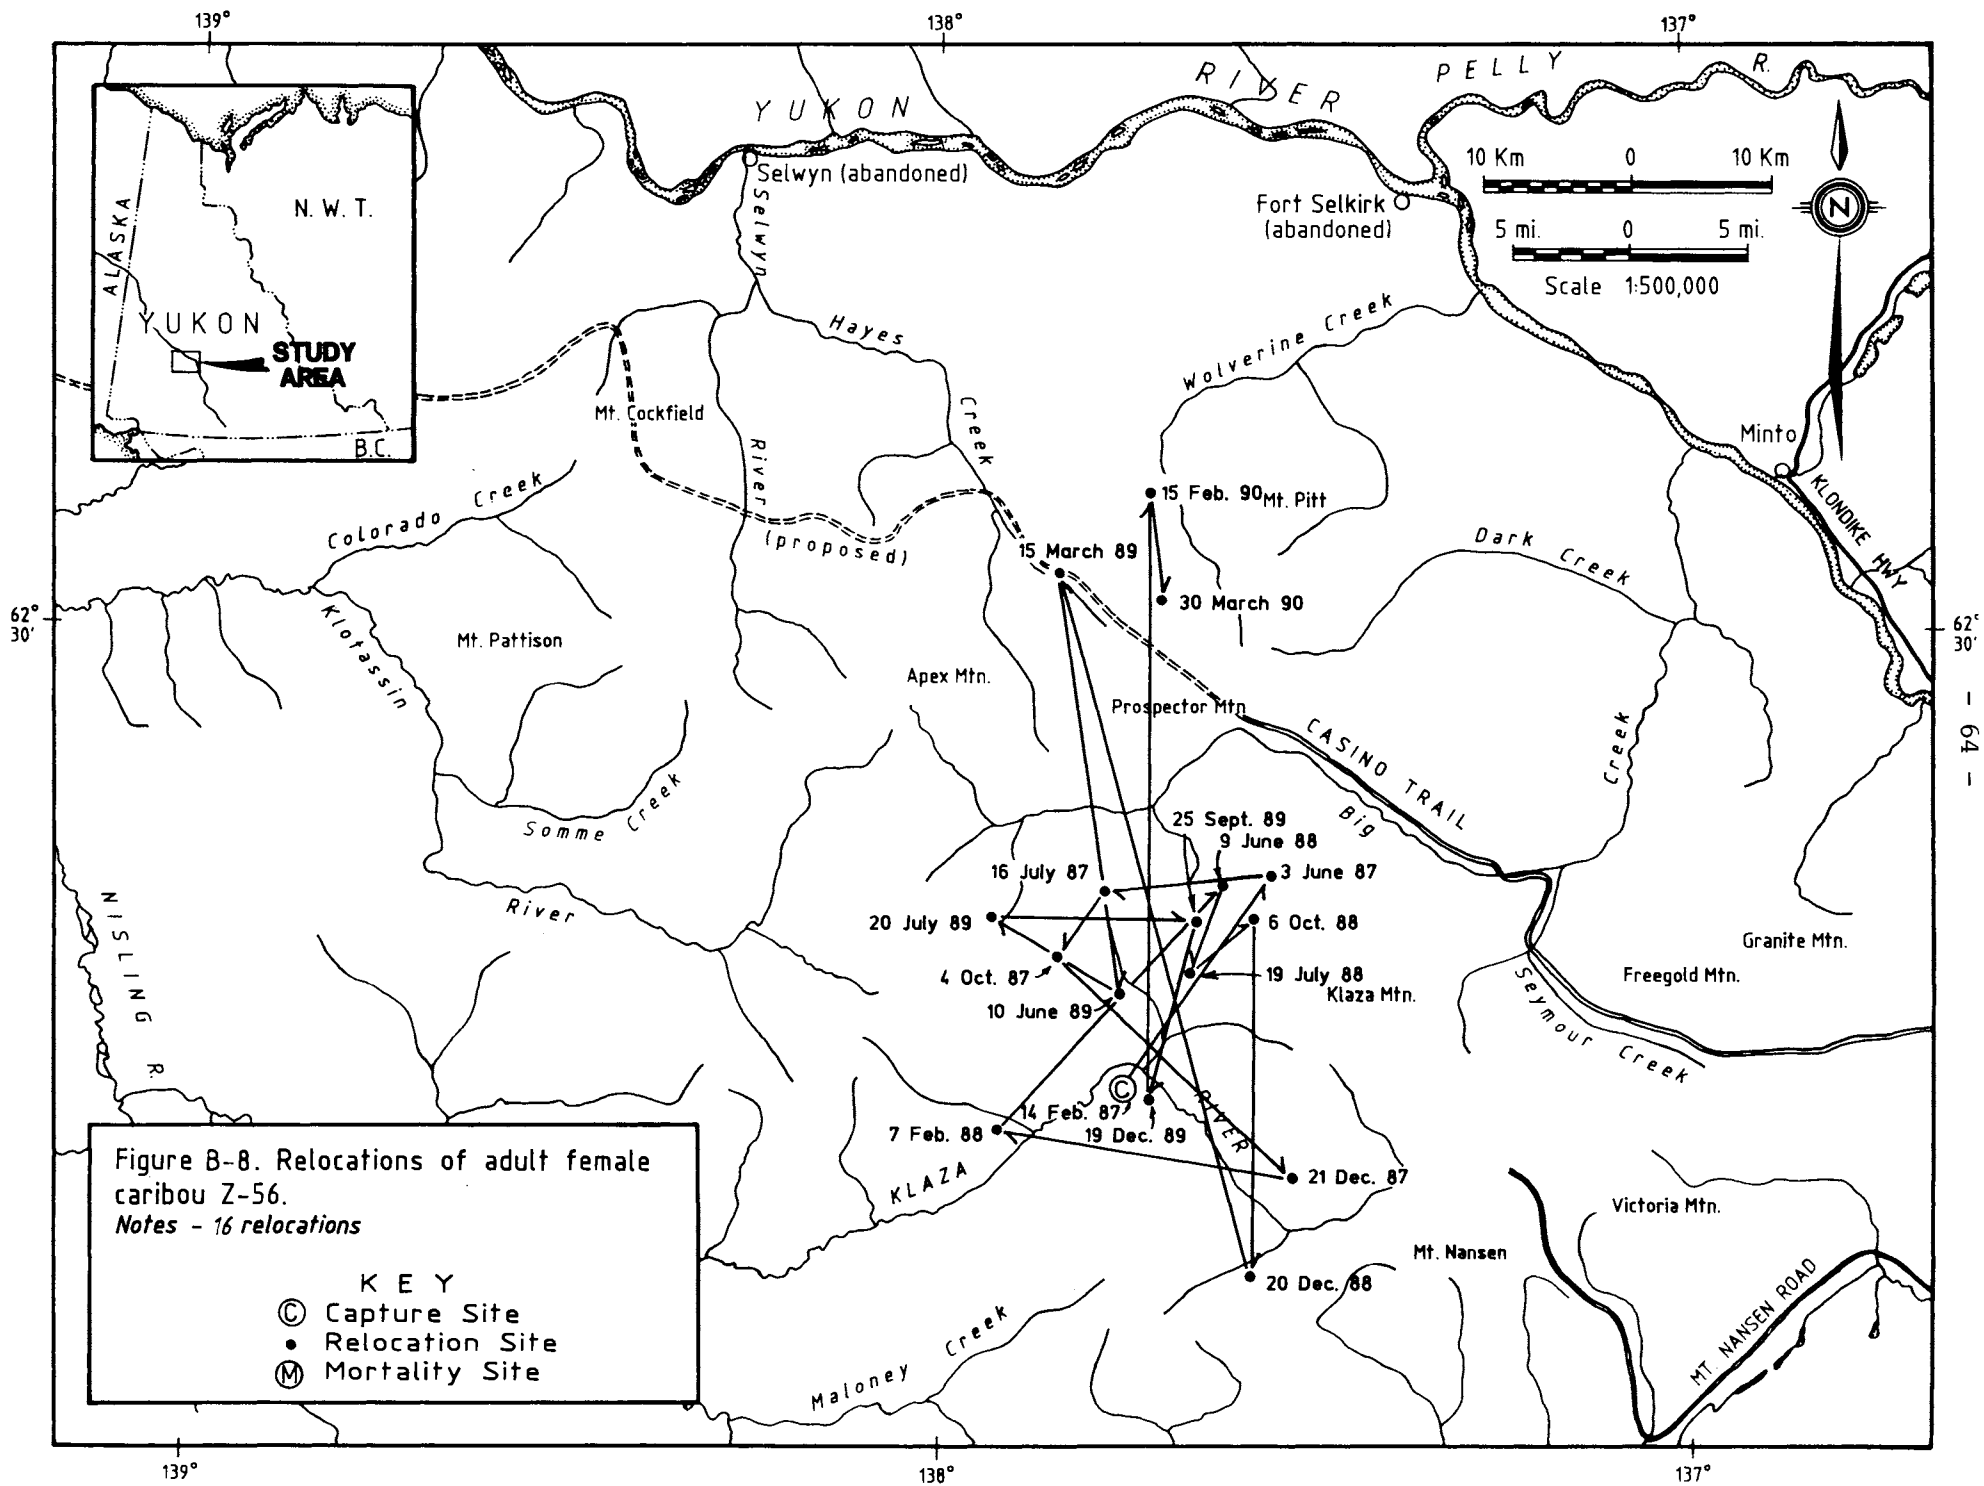 139°
138°
137°
YUKON
RIVER
PELLY
R.
Selwyn (abandoned)
Selwyn
River
Fort Selkirk
(abandoned)
10 Km 0 10 Km
5 mi. 0 5 mi.
Scale 1:500,000
N
ALASKA
N.W.T.
YUKON
STUDY
AREA
B.C.
Hayes
Creek
Wolverine Creek
Mt. Cockfield
Minto
KLONDIKE HWY
Colorado Creek
(proposed)
15 Feb. 90
Mt. Pitt
15 March 89
30 March 90
Dark Creek
62°
30'
62°
30'
Klotassin
River
Mt. Pattison
Apex Mtn.
Prospector Mtn
CASINO TRAIL
Big
Creek
- 64 -
Somme Creek
25 Sept. 89
9 June 88
16 July 87
3 June 87
20 July 89
6 Oct. 88
4 Oct. 87
19 July 88
10 June 89
Klaza Mtn.
Granite Mtn.
Freegold Mtn.
Seymour Creek
NISLING R.
C
14 Feb. 87
19 Dec. 89
7 Feb. 88
KLAZA
RIVER
21 Dec. 87
20 Dec. 88
Victoria Mtn.
Mt. Nansen
MT. NANSEN ROAD
Maloney Creek
Figure B-8. Relocations of adult female
caribou Z-56.
Notes - 16 relocations
KEY
C Capture Site
Relocation Site
M Mortality Site
139°
138°
137°